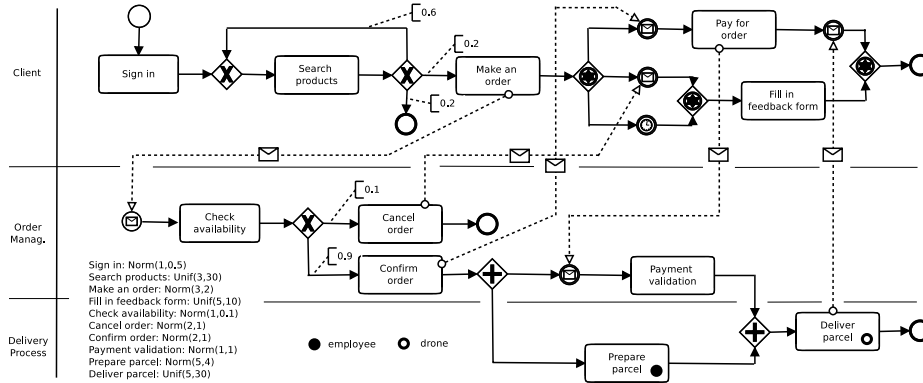 Client
Sign in
Search
products
0.6
0.2
0.2
Make an
order
Pay for
order
Fill in
feedback form
Order
Manag.
Check
availability
0.1
0.9
Cancel
order
Confirm
order
Payment
validation
Sign in: Norm(1,0.5)
Search products: Unif(3,30)
Make an order: Norm(3,2)
Fill in feedback form: Unif(5,10)
Check availability: Norm(1,0.1)
Cancel order: Norm(2,1)
Confirm order: Norm(2,1)
Payment validation: Norm(1,1)
Prepare parcel: Norm(5,4)
Deliver parcel: Unif(5,30)
Delivery
Process
employee
drone
Prepare
parcel
Deliver
parcel